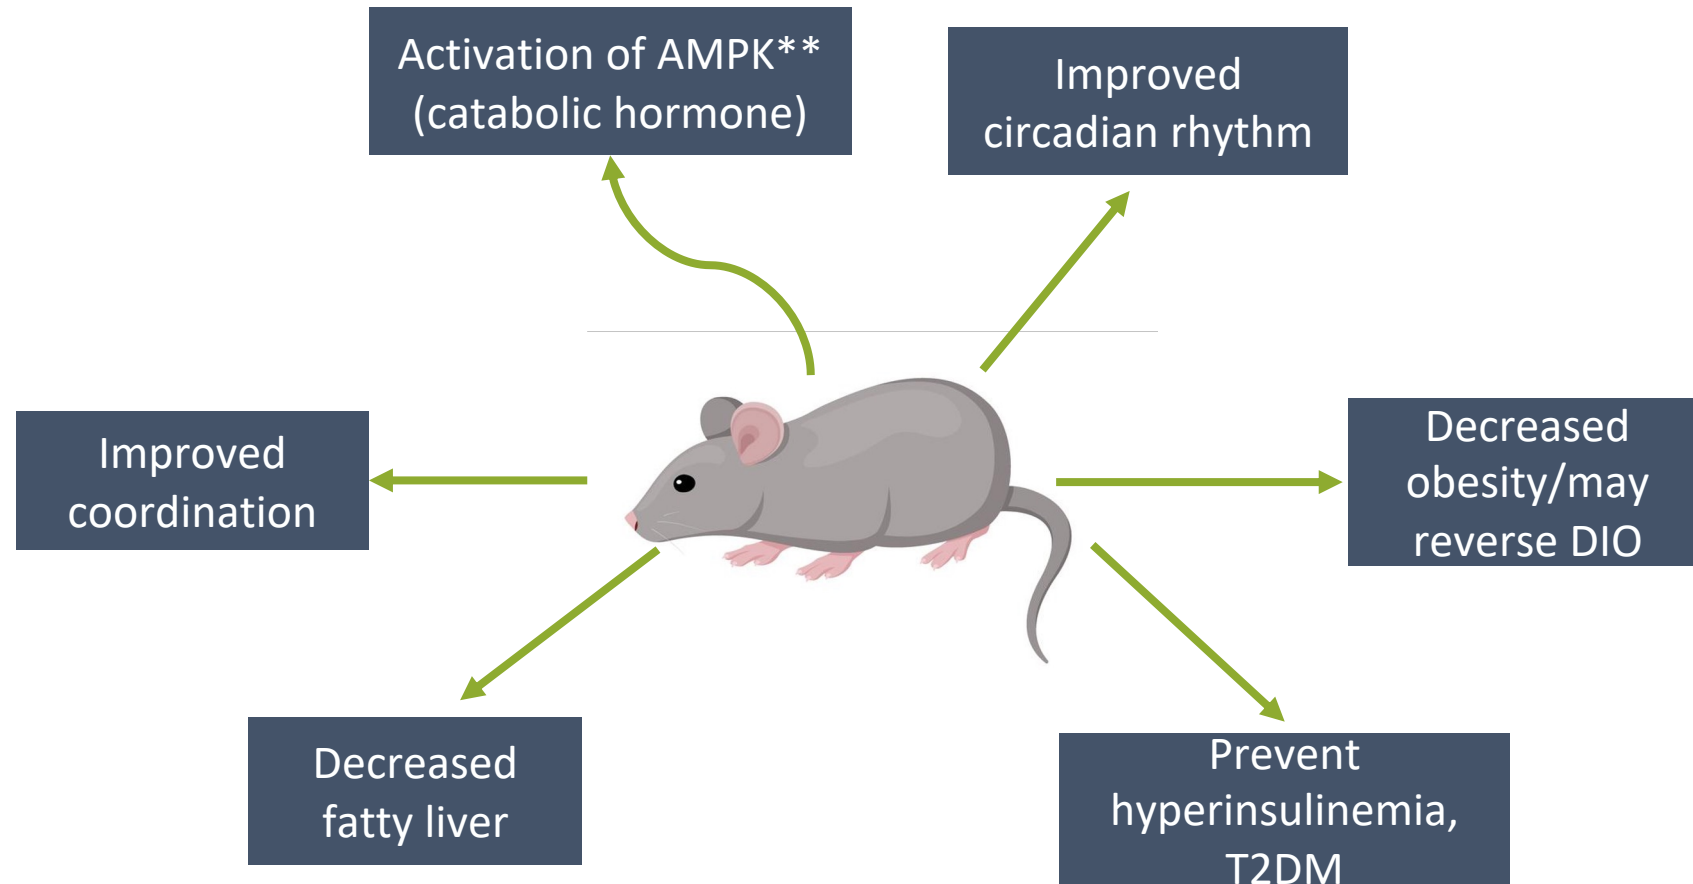 Activation of AMPK**
(catabolic hormone)
Improved
circadian rhythm
Improved
coordination
Decreased
obesity/may
reverse DIO
Decreased
fatty liver
Prevent
hyperinsulinemia,
T2DM